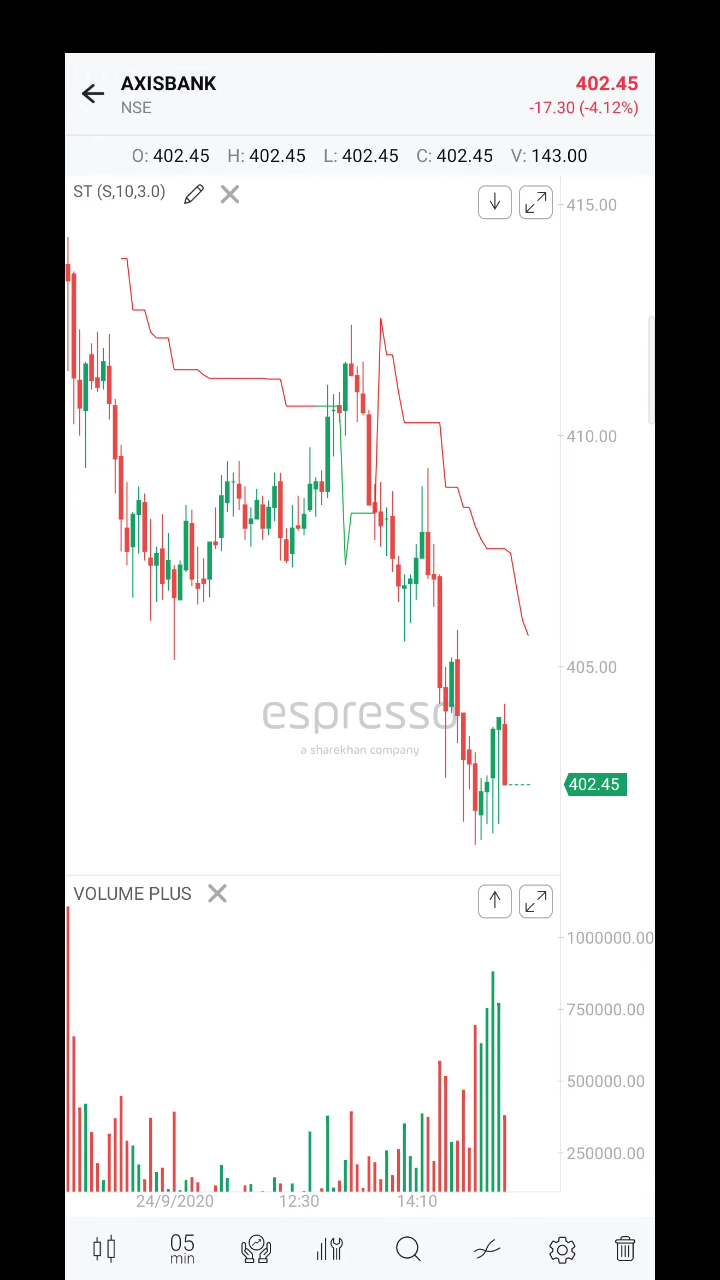 AXISBANK
402.45
NSE
-17.30 (-4.12%)
O: 402.45 H: 402.45 L: 402.45 C: 402.45 V: 143.00
ST (S,10,3.0)
415.00
410.00
405.00
espresso
a sharekhan company
402.45
VOLUME PLUS
1000000.00
750000.00
500000.00
250000.00
24/9/2020 12:30 14:10
05
min